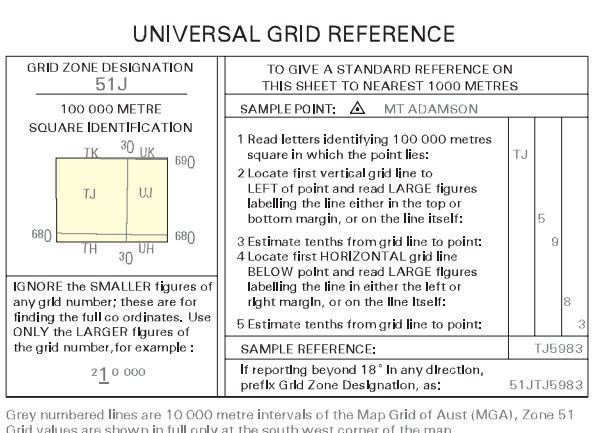 UNIVERSAL GRID REFERENCE
GRID ZONE DESIGNATION
51J
100 000 METRE
SQUARE IDENTIFICATION
TK 30 UK
690
TJ UJ
680 680
TH UH
30
IGNORE the SMALLER figures of
any grid number; these are for
finding the full co ordinates. Use
ONLY the LARGER figures of
the grid number, for example :
210 000
TO GIVE A STANDARD REFERENCE ON
THIS SHEET TO NEAREST 1000 METRES
SAMPLE POINT: MT ADAMSON
1 Read letters identifying 100 000 metres
square in which the point lies: TJ
2 Locate first vertical grid line to
LEFT of point and read LARGE figures
labelling the line either in the top or
bottom margin, or on the line itself: 5
3 Estimate tenths from grid line to point: 9
4 Locate first HORIZONTAL grid line
BELOW point and read LARGE figures
labelling the line in either the left or
right margin, or on the line itself: 8
5 Estimate tenths from grid line to point: 3
SAMPLE REFERENCE: TJ5983
If reporting beyond 18° in any direction,
prefix Grid Zone Designation, as: 51JTJ5983
Grey numbered lines are 10 000 metre intervals of the Map Grid of Aust (MGA), Zone 51
Grid values are shown in full only at the south west corner of the map